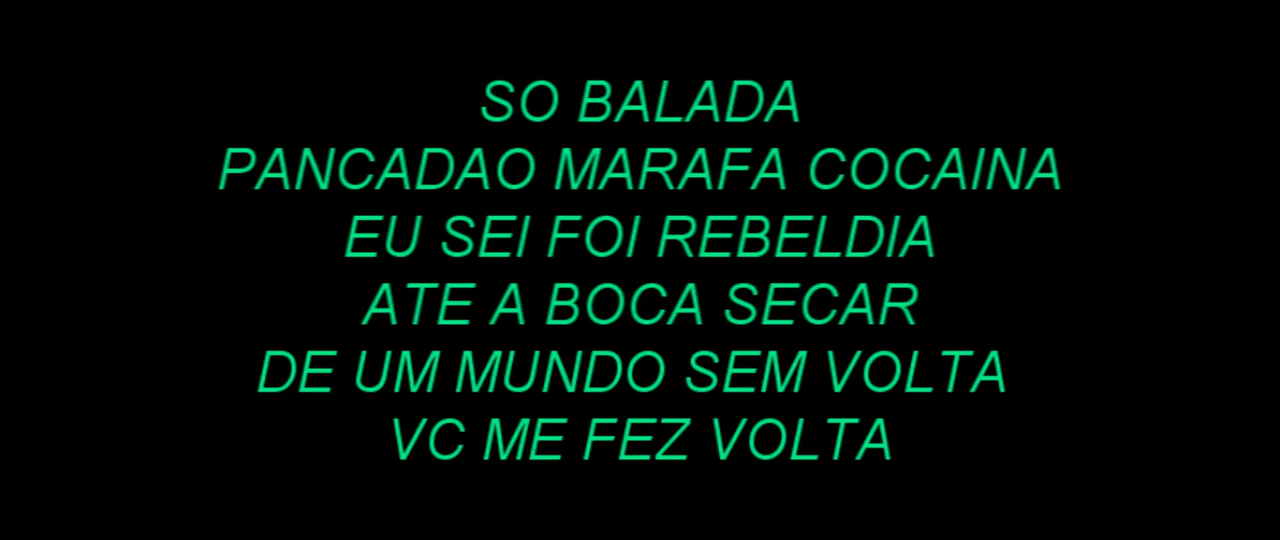 SO BALADA
PANCADAO MARAFA COCAINA
EU SEI FOI REBELDIA
ATE A BOCA SECAR
DE UM MUNDO SEM VOLTA
VC ME FEZ VOLTA